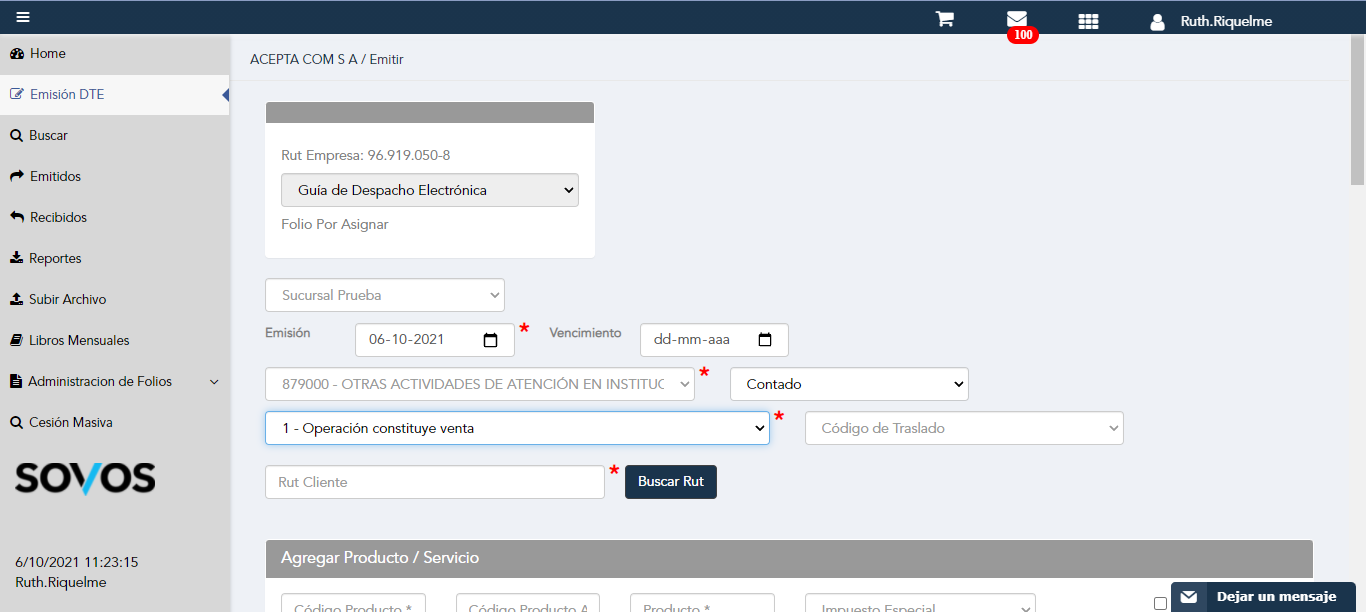 Ruth.Riquelme
100
Home
ACEPTA COM S A / Emitir
Emisión DTE
Buscar
Emitidos
Recibidos
Reportes
Subir Archivo
Libros Mensuales
Administracion de Folios
Cesión Masiva
SOVOS
6/10/2021 11:23:15
Ruth.Riquelme
Rut Empresa: 96.919.050-8
Guía de Despacho Electrónica
Folio Por Asignar
Sucursal Prueba
Emisión 06-10-2021 * Vencimiento dd-mm-aaa
879000 - OTRAS ACTIVIDADES DE ATENCIÓN EN INSTITUC * Contado
1 - Operación constituye venta * Código de Traslado
Rut Cliente * Buscar Rut
Agregar Producto / Servicio
Código Producto * Código Producto A Producto * Impuesto Especial
Dejar un mensaje